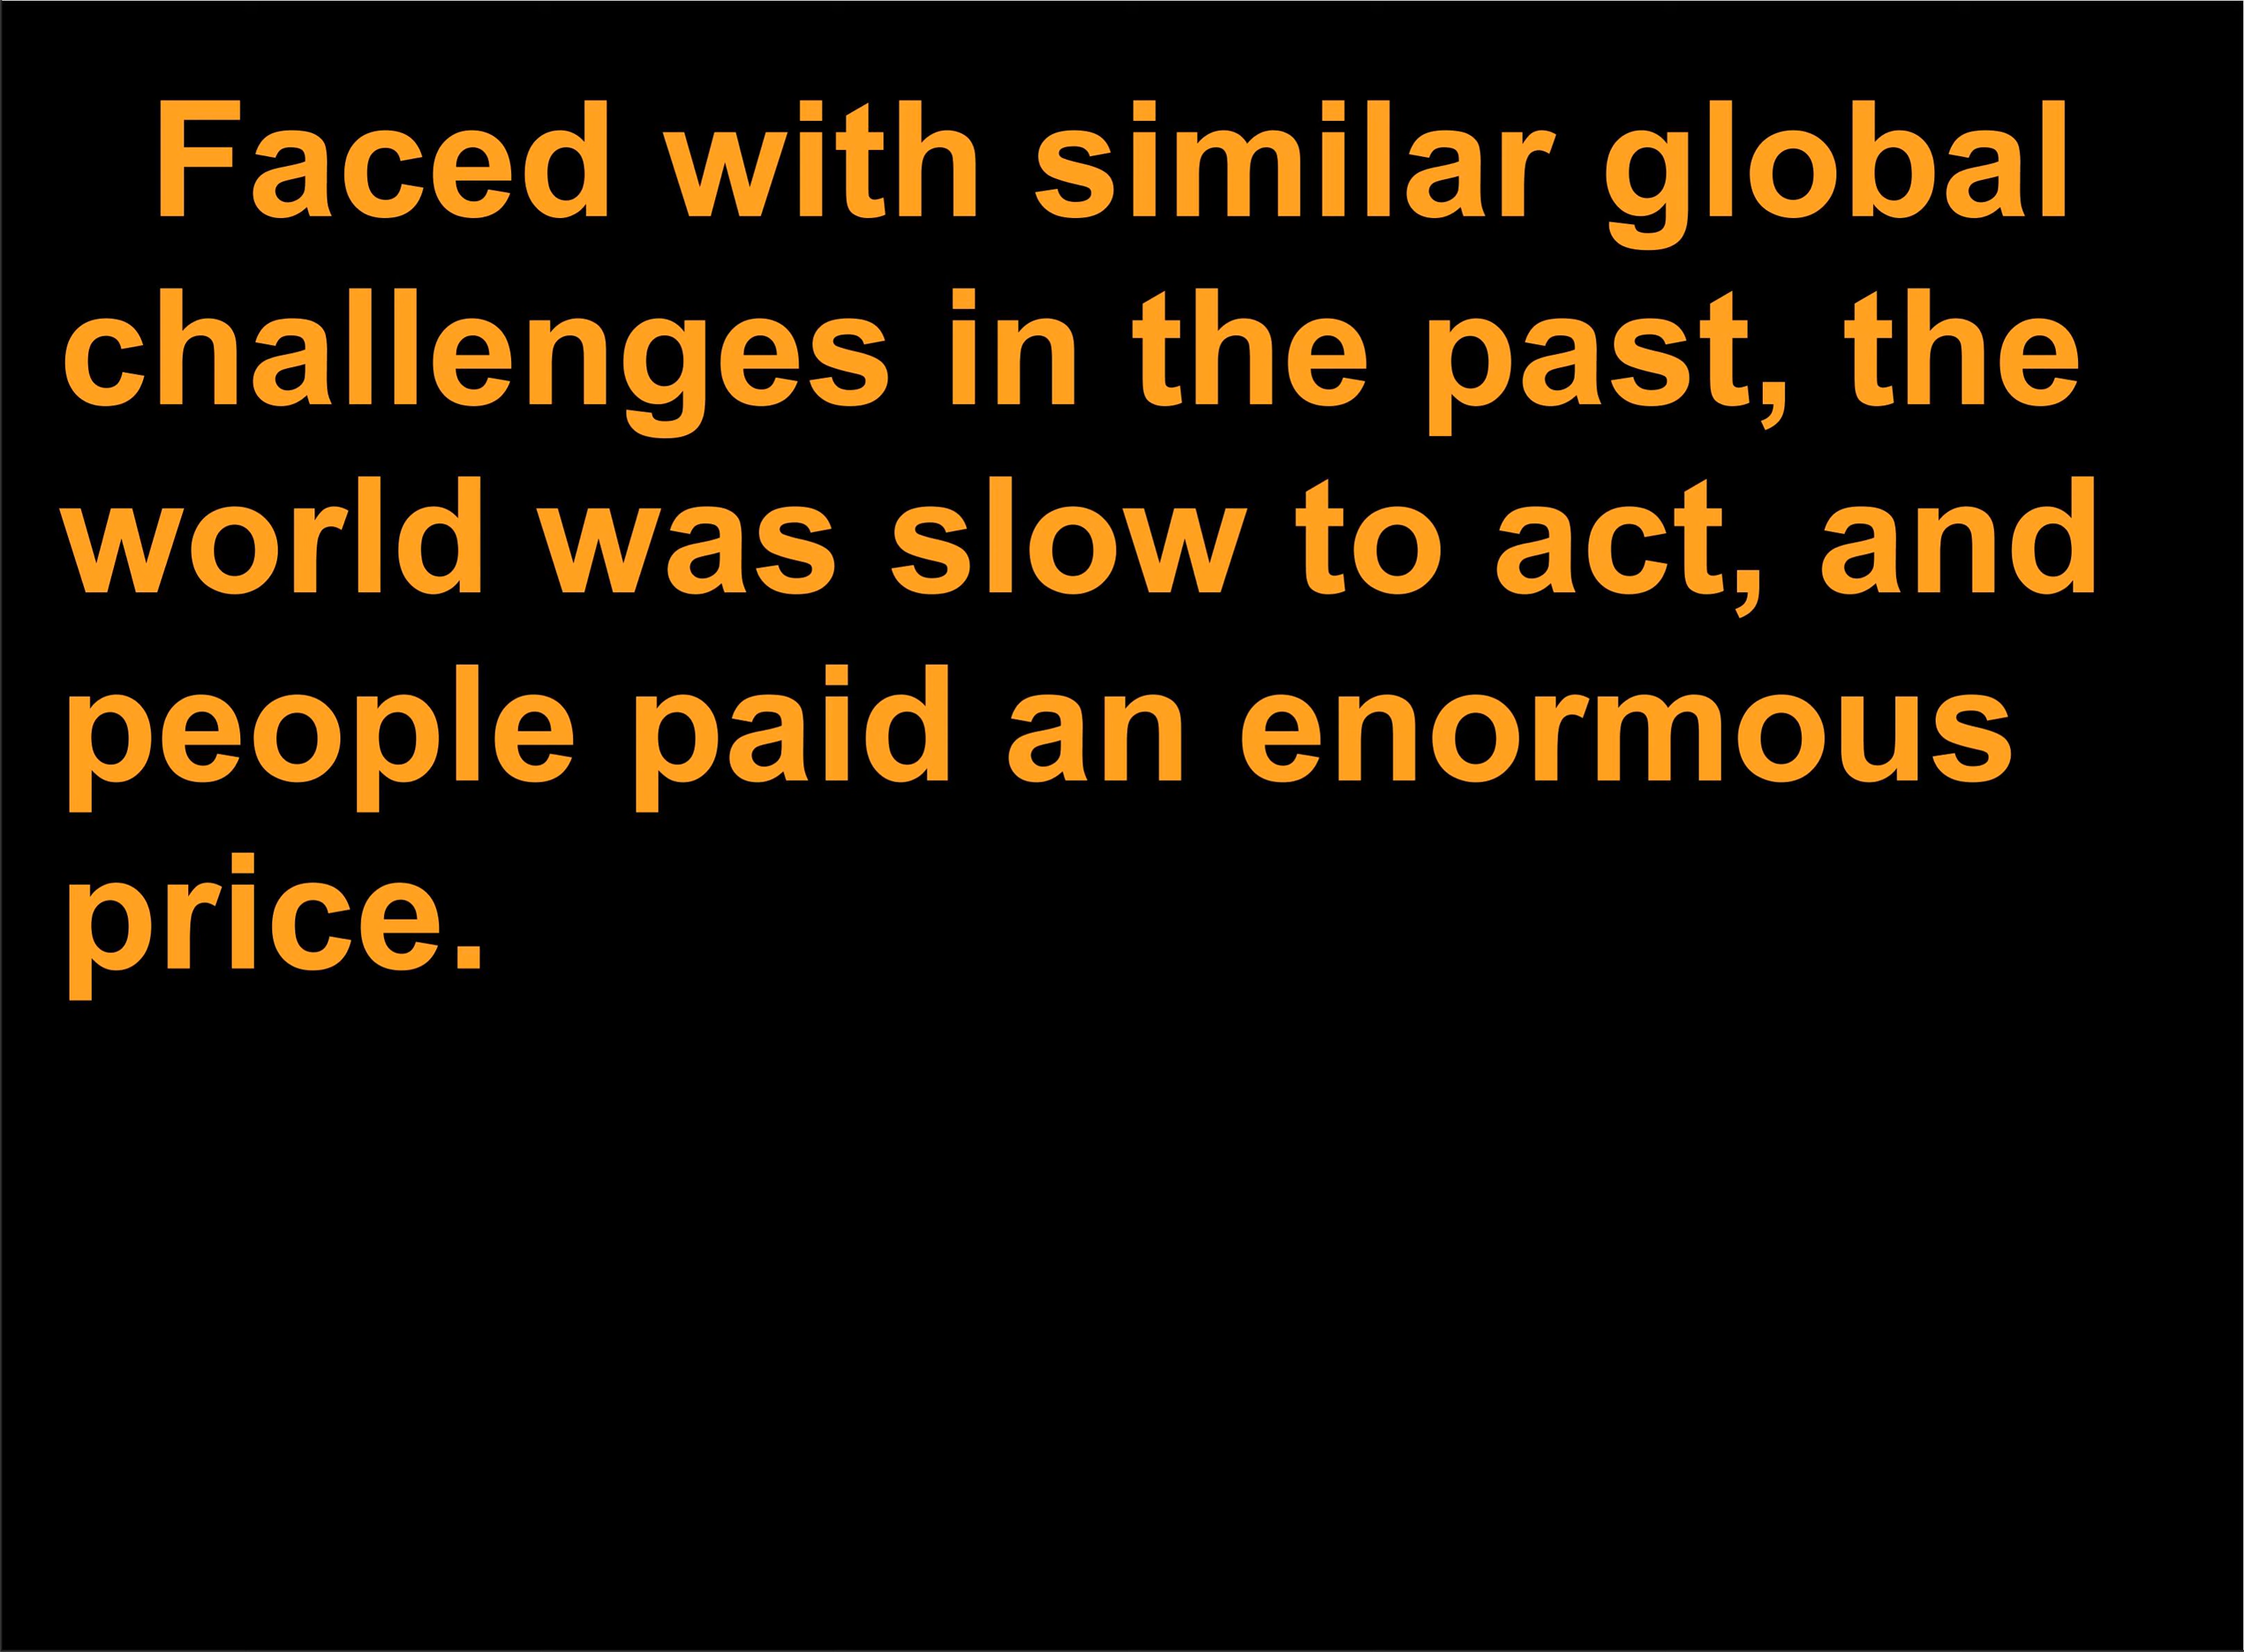 Faced with similar global
challenges in the past, the
world was slow to act, and
people paid an enormous
price.